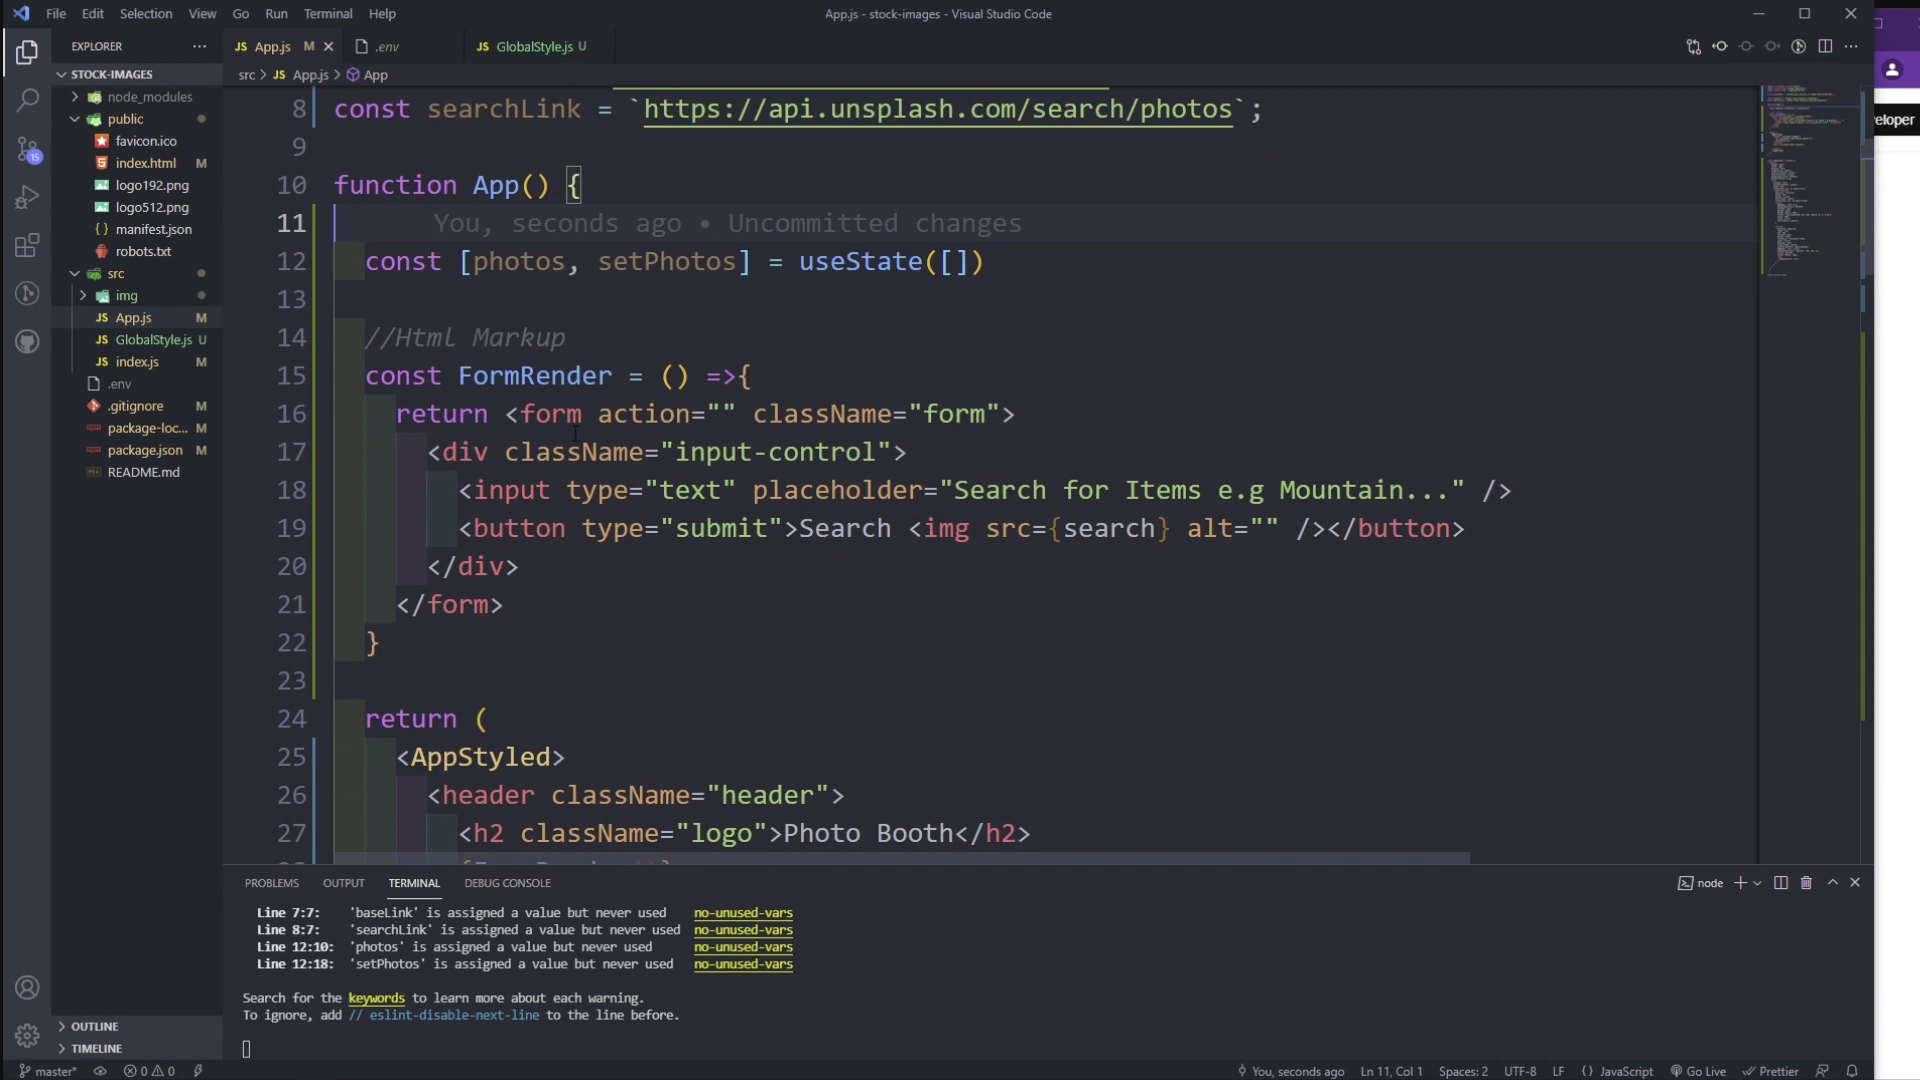 File Edit Selection View Go Run Terminal Help
App.js - stock-images - Visual Studio Code
EXPLORER
STOCK-IMAGES
node_modules
public
favicon.ico
index.html M
logo192.png
logo512.png
manifest.json
robots.txt
src
img
JS App.js M
JS GlobalStyle.js U
JS index.js M
.env
.gitignore M
package-loc... M
package.json M
README.md
OUTLINE
TIMELINE
15
JS App.js M
.env
JS GlobalStyle.js U
src > JS App.js > App
8 const searchLink = `https://api.unsplash.com/search/photos`;
9
10 function App() {
11 You, seconds ago • Uncommitted changes
12 const [photos, setPhotos] = useState([])
13
14 //Html Markup
15 const FormRender = () =>{
16 return <form action="" className="form">
17 <div className="input-control">
18 <input type="text" placeholder="Search for Items e.g Mountain..." />
19 <button type="submit">Search <img src={search} alt="" /></button>
20 </div>
21 </form>
22 }
23
24 return (
25 <AppStyled>
26 <header className="header">
27 <h2 className="logo">Photo Booth</h2>
eloper
PROBLEMS OUTPUT TERMINAL DEBUG CONSOLE
node
Line 7:7: 'baseLink' is assigned a value but never used no-unused-vars
Line 8:7: 'searchLink' is assigned a value but never used no-unused-vars
Line 12:10: 'photos' is assigned a value but never used no-unused-vars
Line 12:18: 'setPhotos' is assigned a value but never used no-unused-vars
Search for the keywords to learn more about each warning.
To ignore, add // eslint-disable-next-line to the line before.
master* 0 0
You, seconds ago Ln 11, Col 1 Spaces: 2 UTF-8 LF {} JavaScript Go Live Prettier